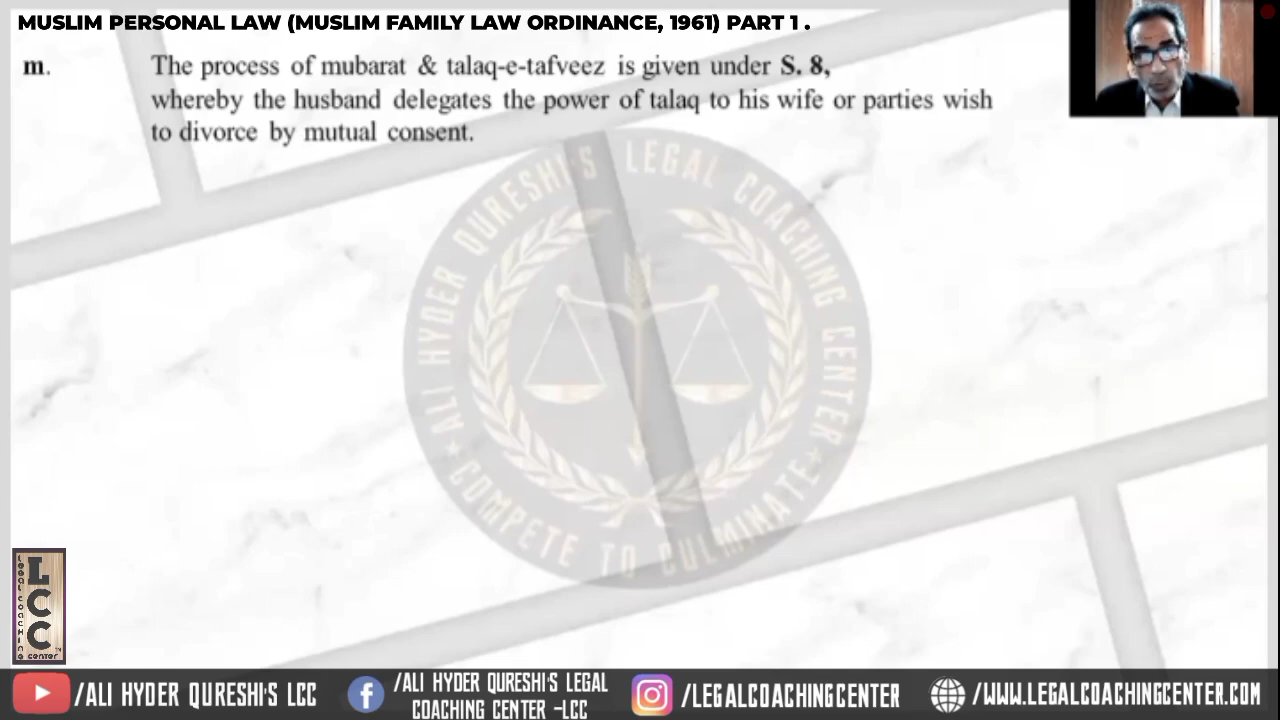 MUSLIM PERSONAL LAW (MUSLIM FAMILY LAW ORDINANCE, 1961) PART 1 .
m. The process of mubarat & talaq-e-tafveez is given under S. 8,
whereby the husband delegates the power of talaq to his wife or parties wish
to divorce by mutual consent.
ALI HYDER QURESHI'S LEGAL COACHING CENTER
COMPETE TO CULMINATE
LCC
legal coaching
center
/ALI HYDER QURESHI'S LCC
/ALI HYDER QURESHI'S LEGAL
COACHING CENTER -LCC
/LEGALCOACHINGCENTER
/WWW.LEGALCOACHINGCENTER.COM